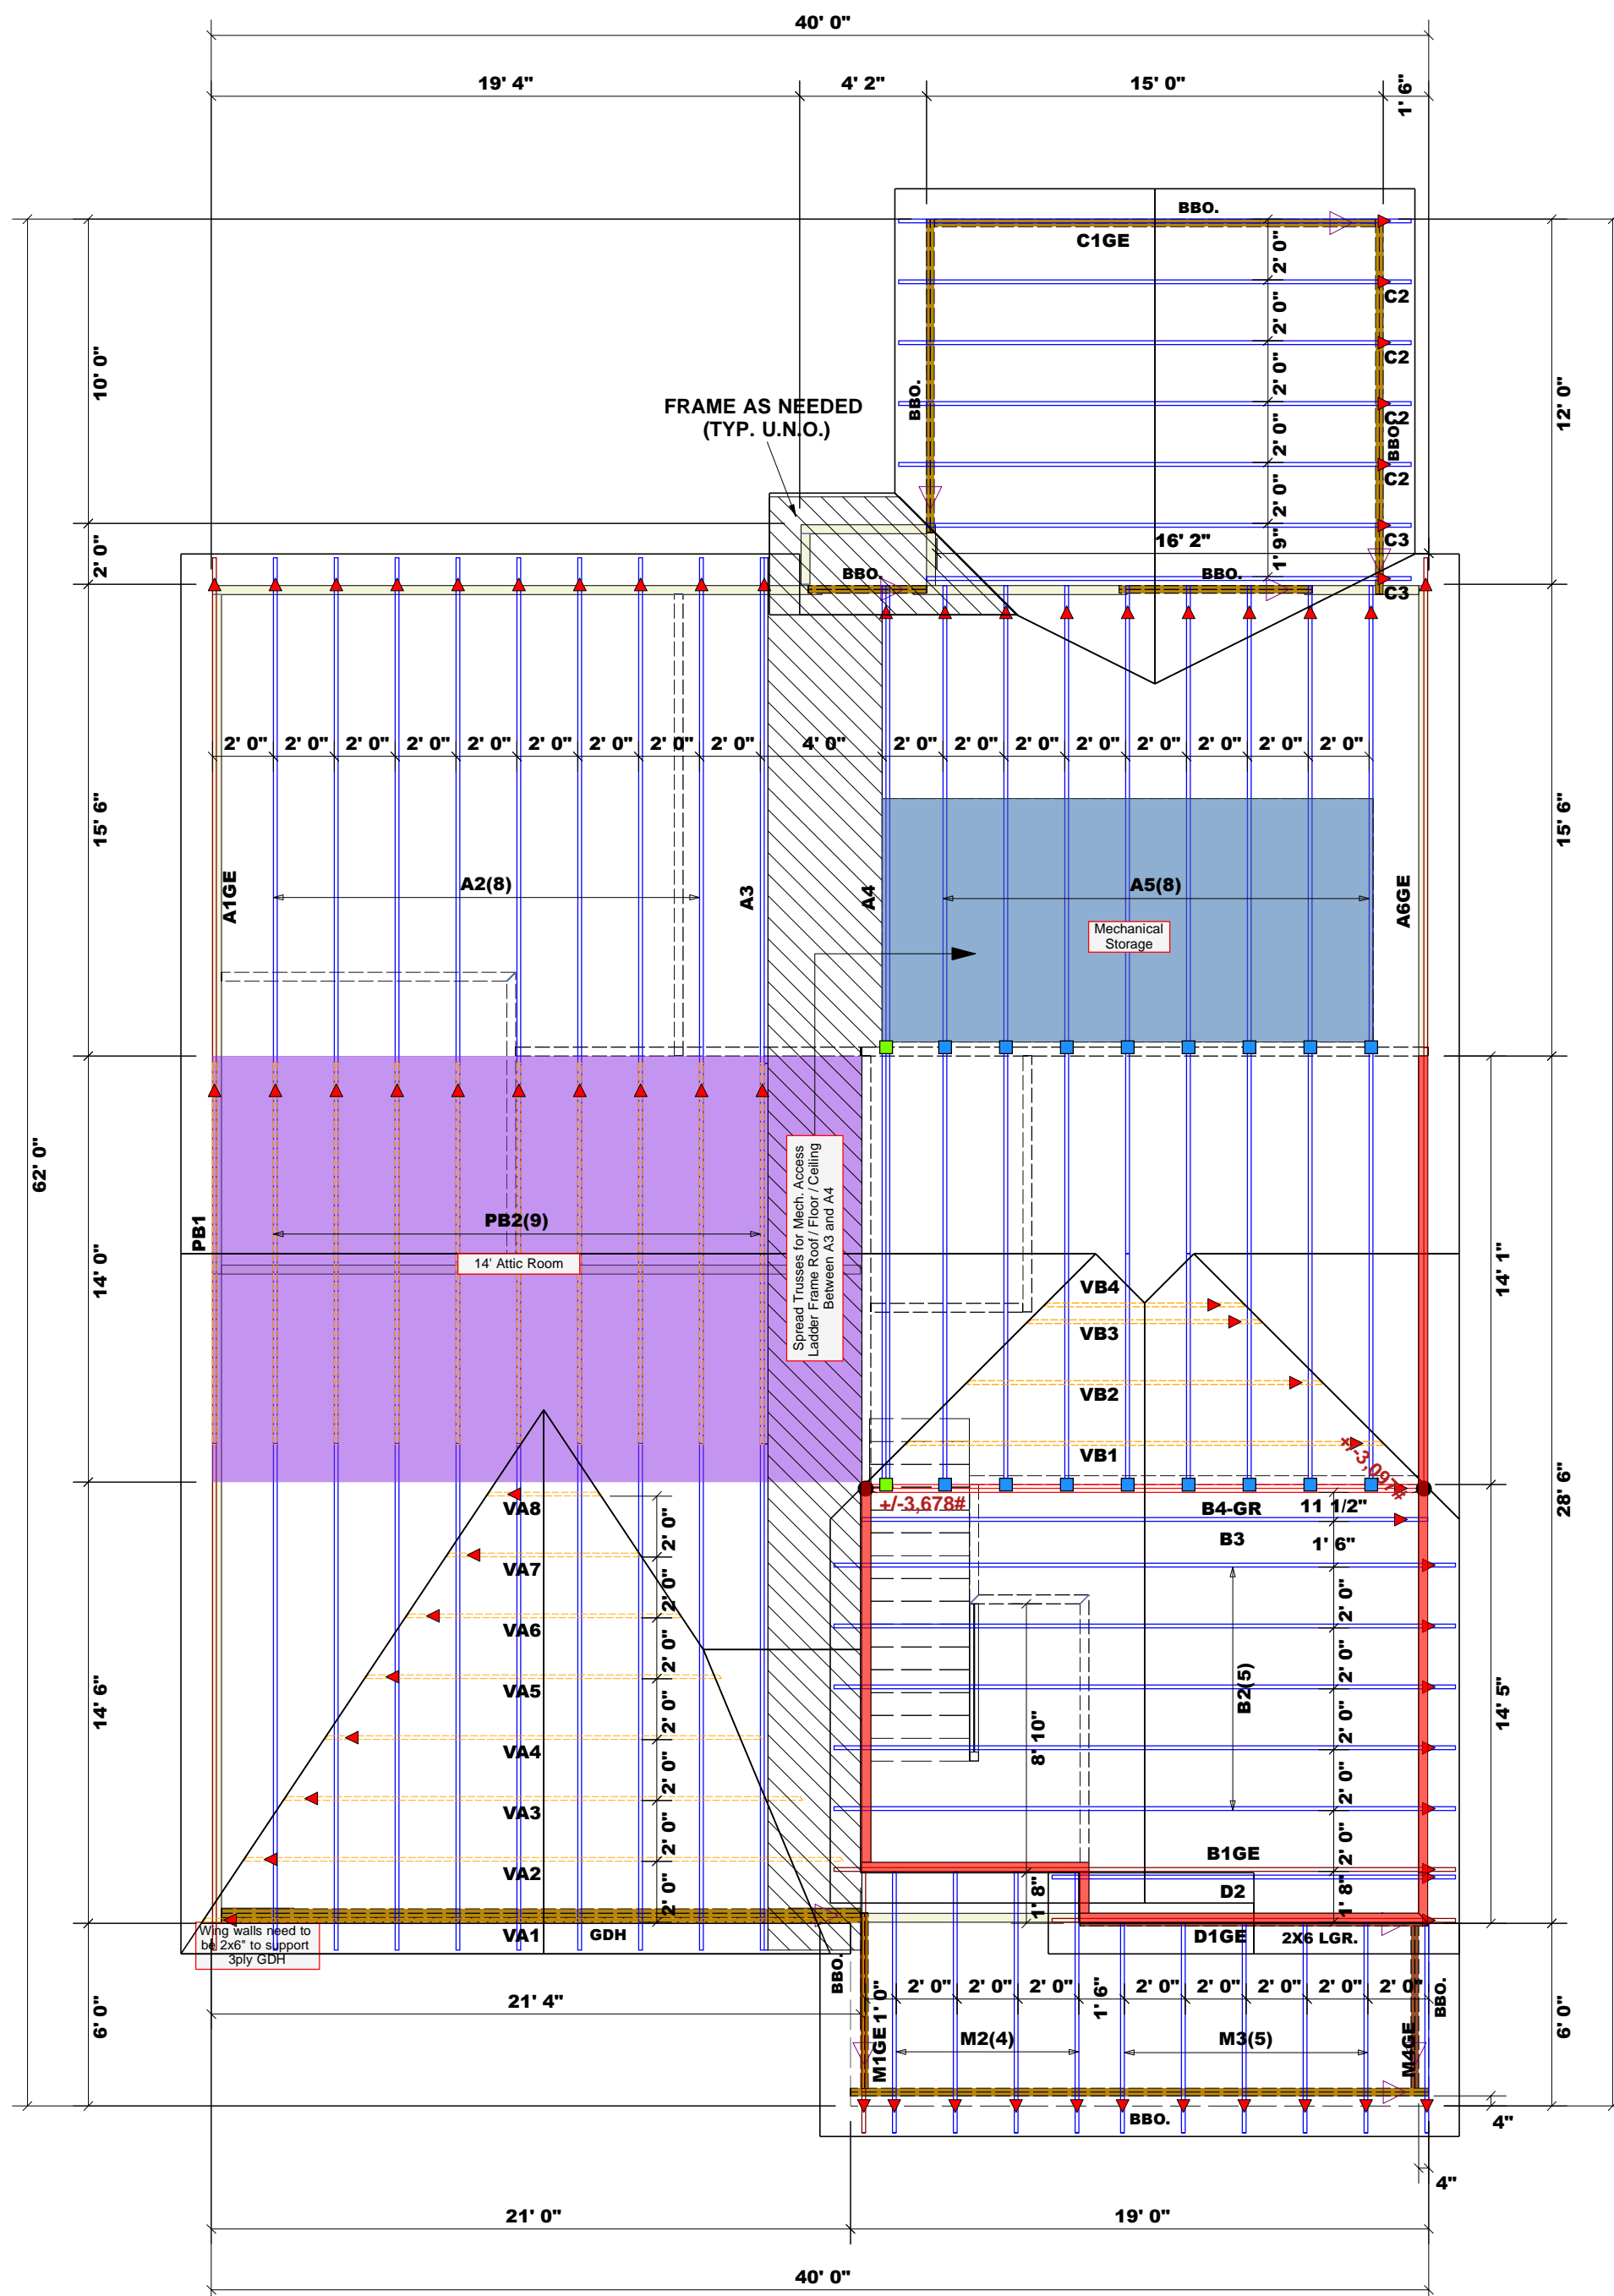 40' 0"
19' 4"
4' 2"
15' 0"
1' 6"
BBO.
C1GE
2' 0"
C2
2' 0"
C2
2' 0"
10' 0"
12' 0"
FRAME AS NEEDED
(TYP. U.N.O.)
BBO.
C2
BBO.
2' 0"
C2
2' 0"
C3
16' 2"
1' 9"
2' 0"
BBO.
BBO.
C3
2' 0"
2' 0"
2' 0"
2' 0"
2' 0"
2' 0"
2' 0"
2' 0"
2' 0"
4' 0"
2' 0"
2' 0"
2' 0"
2' 0"
2' 0"
2' 0"
2' 0"
2' 0"
15' 6"
15' 6"
A1GE
A2(8)
A3
A4
A5(8)
A6GE
Mechanical
Storage
62' 0"
Spread Trusses for Mech. Access
Ladder Frame Roof / Floor / Ceiling
Between A3 and A4
PB1
PB2(9)
14' Attic Room
14' 0"
14' 1"
VB4
VB3
VB2
VB1
+/-3,097#
+/-3,678#
B4-GR
11 1/2"
28' 6"
B3
1' 6"
VA8
2' 0"
VA7
2' 0"
2' 0"
VA6
2' 0"
B2(5)
2' 0"
VA5
2' 0"
14' 6"
14' 5"
8' 10"
2' 0"
VA4
2' 0"
2' 0"
VA3
2' 0"
B1GE
2' 0"
VA2
2' 0"
1' 8"
D2
1' 8"
Wing walls need to
be 2x6" to support
3ply GDH
VA1
GDH
D1GE
2X6 LGR.
BBO.
BBO.
1' 0"
2' 0"
2' 0"
2' 0"
1' 6"
2' 0"
2' 0"
2' 0"
2' 0"
2' 0"
21' 4"
6' 0"
6' 0"
M1GE
M2(4)
M3(5)
M4GE
BBO.
4"
4"
21' 0"
19' 0"
40' 0"